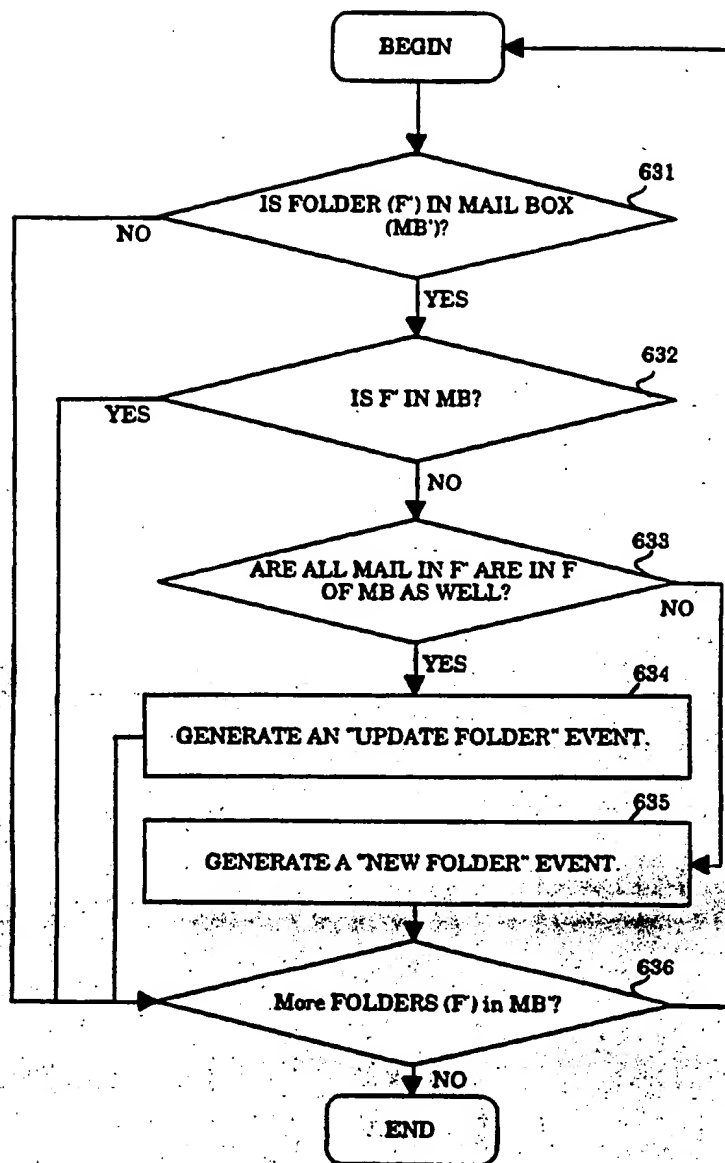 BEGIN
631
IS FOLDER (F') IN MAIL BOX
(MB')?
NO
YES
632
IS F' IN MB?
YES
NO
633
ARE ALL MAIL IN F' ARE IN F
OF MB AS WELL?
NO
YES
634
GENERATE AN "UPDATE FOLDER" EVENT.
635
GENERATE A "NEW FOLDER" EVENT.
636
More FOLDERS (F') in MB'?
NO
END